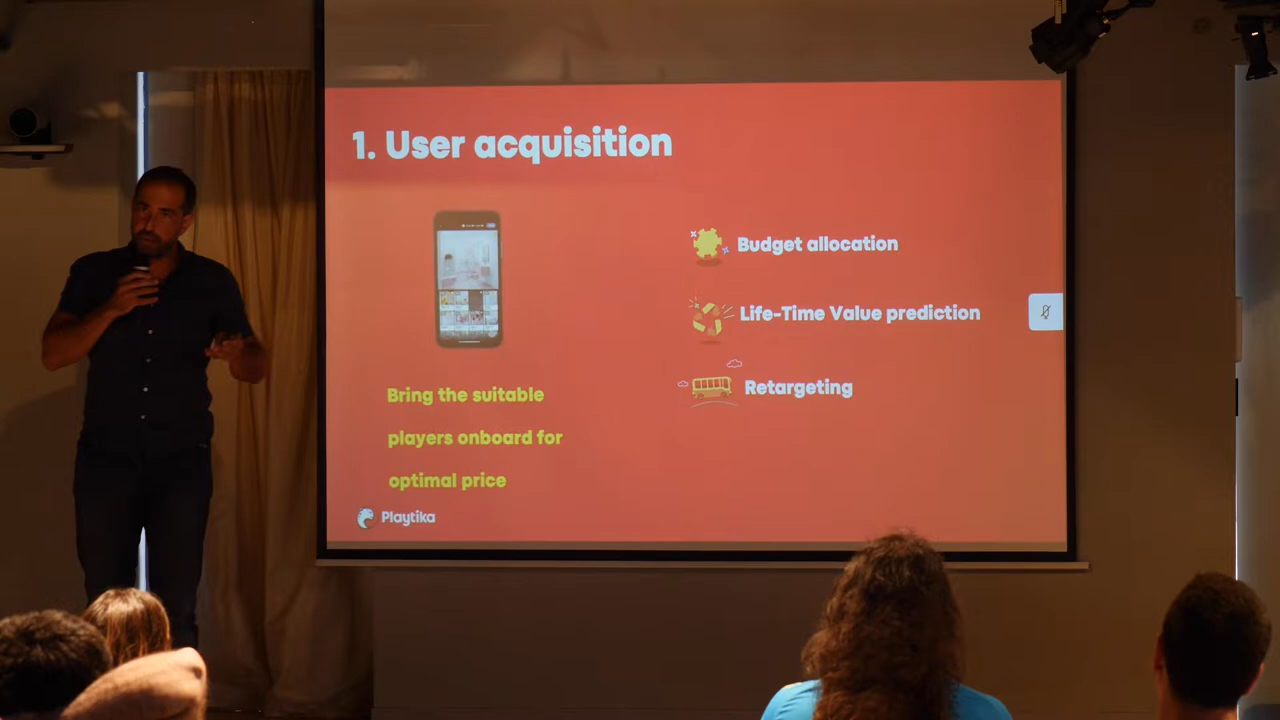 1. User acquisition
Budget allocation
Life-Time Value prediction
Retargeting
Bring the suitable
players onboard for
optimal price
Playtika